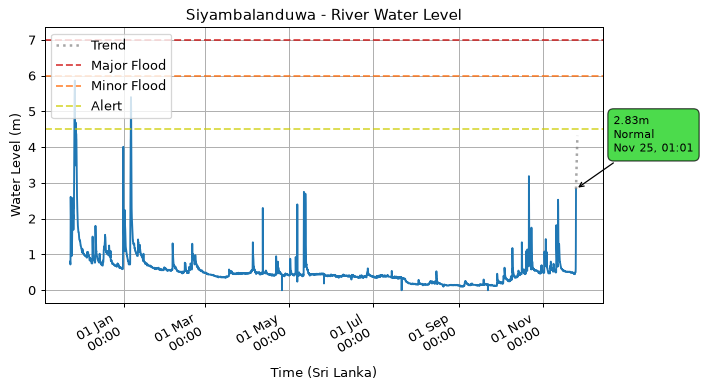 Siyambalanduwa - River Water Level
Trend
Major Flood
Minor Flood
Alert
2.83m
Normal
Nov 25, 01:01
Water Level (m)
7
6
5
4
3
2
1
0
01 Jan
00:00
01 Mar
00:00
01 May
00:00
01 Jul
00:00
01 Sep
00:00
01 Nov
00:00
Time (Sri Lanka)